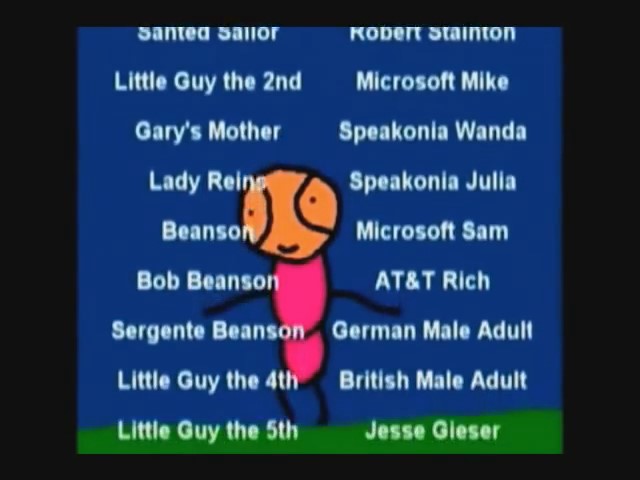 Santed Sailor Robert Stainton
Little Guy the 2nd Microsoft Mike
Gary's Mother Speakonia Wanda
Lady Reins Speakonia Julia
Beanson Microsoft Sam
Bob Beanson AT&T Rich
Sergente Beanson German Male Adult
Little Guy the 4th British Male Adult
Little Guy the 5th Jesse Gieser